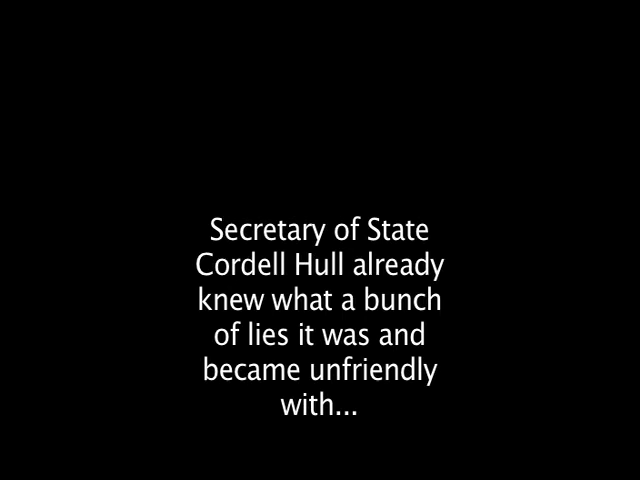 Secretary of State
Cordell Hull already
knew what a bunch
of lies it was and
became unfriendly
with...